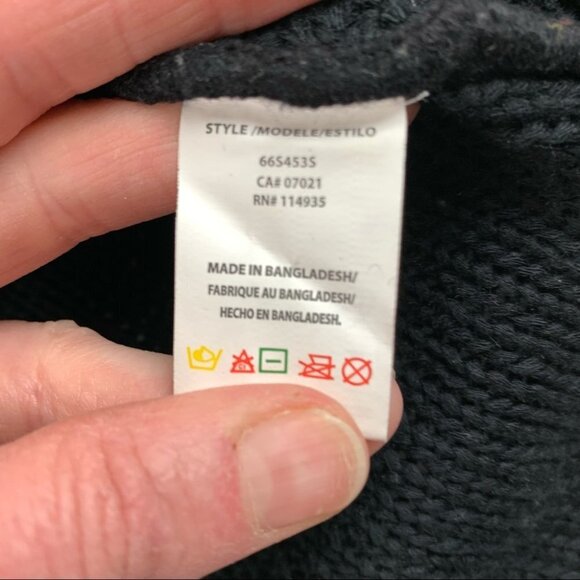 STYLE /MODELE/ESTILO
66S453S
CA# 07021
RN# 114935
MADE IN BANGLADESH/
FABRIQUE AU BANGLADESH/
HECHO EN BANGLADESH.